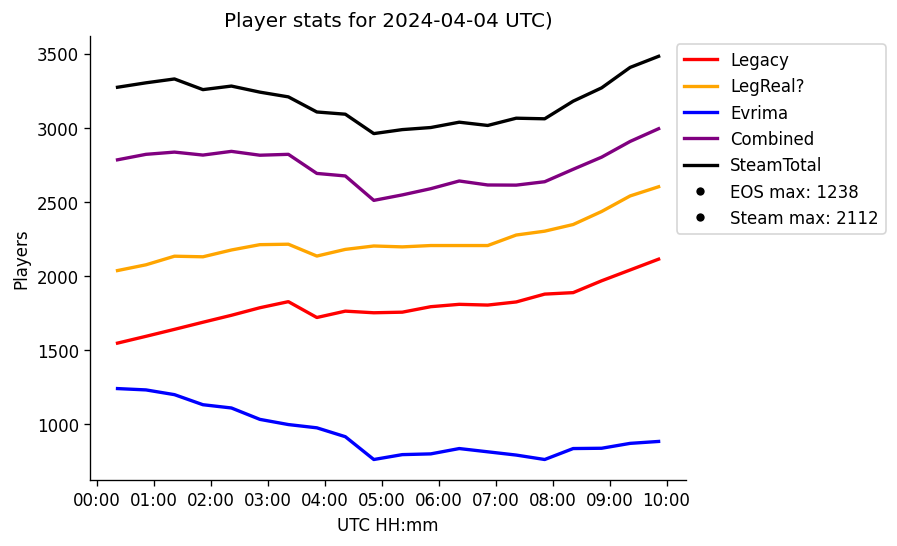 Player stats for 2024-04-04 UTC)
3500
3000
2500
2000
1500
1000
Players
00:00 01:00 02:00 03:00 04:00 05:00 06:00 07:00 08:00 09:00 10:00
UTC HH:mm
Legacy
LegReal?
Evrima
Combined
SteamTotal
EOS max: 1238
Steam max: 2112